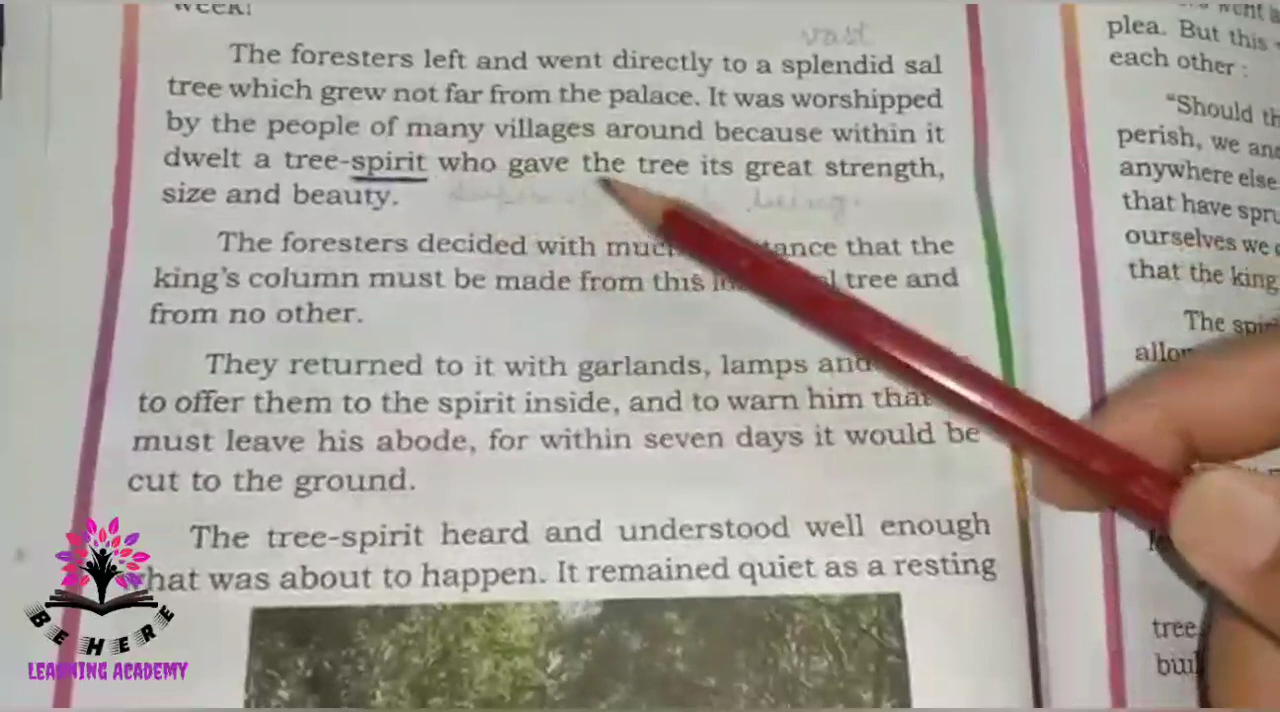 vast
The foresters left and went directly to a splendid sal
tree which grew not far from the palace. It was worshipped
by the people of many villages around because within it
dwelt a tree-spirit who gave the tree its great strength,
size and beauty.
being.
The foresters decided with much that the
king's column must be made from this tree and
from no other.
They returned to it with garlands, lamps and
to offer them to the spirit inside, and to warn him that
must leave his abode, for within seven days it would be
cut to the ground.
The tree-spirit heard and understood well enough
what was about to happen. It remained quiet as a resting
plea. But this
each other :
"Should
perish, we and
anywhere else
that have
ourselves we
that the king
The
tree
BE HERE
LEARNING ACADEMY